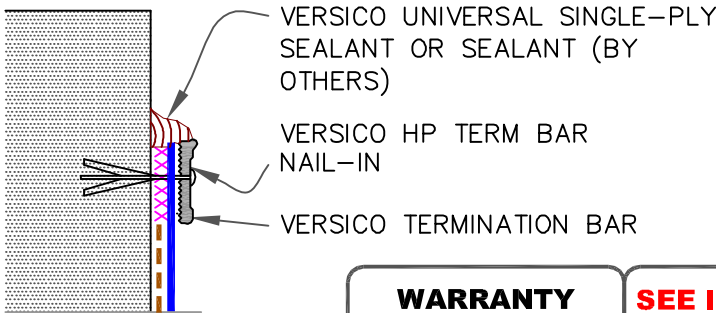 VERSICO UNIVERSAL SINGLE-PLY
SEALANT OR SEALANT (BY
OTHERS)
VERSICO HP TERM BAR
NAIL-IN
VERSICO TERMINATION BAR
WARRANTY
SEE